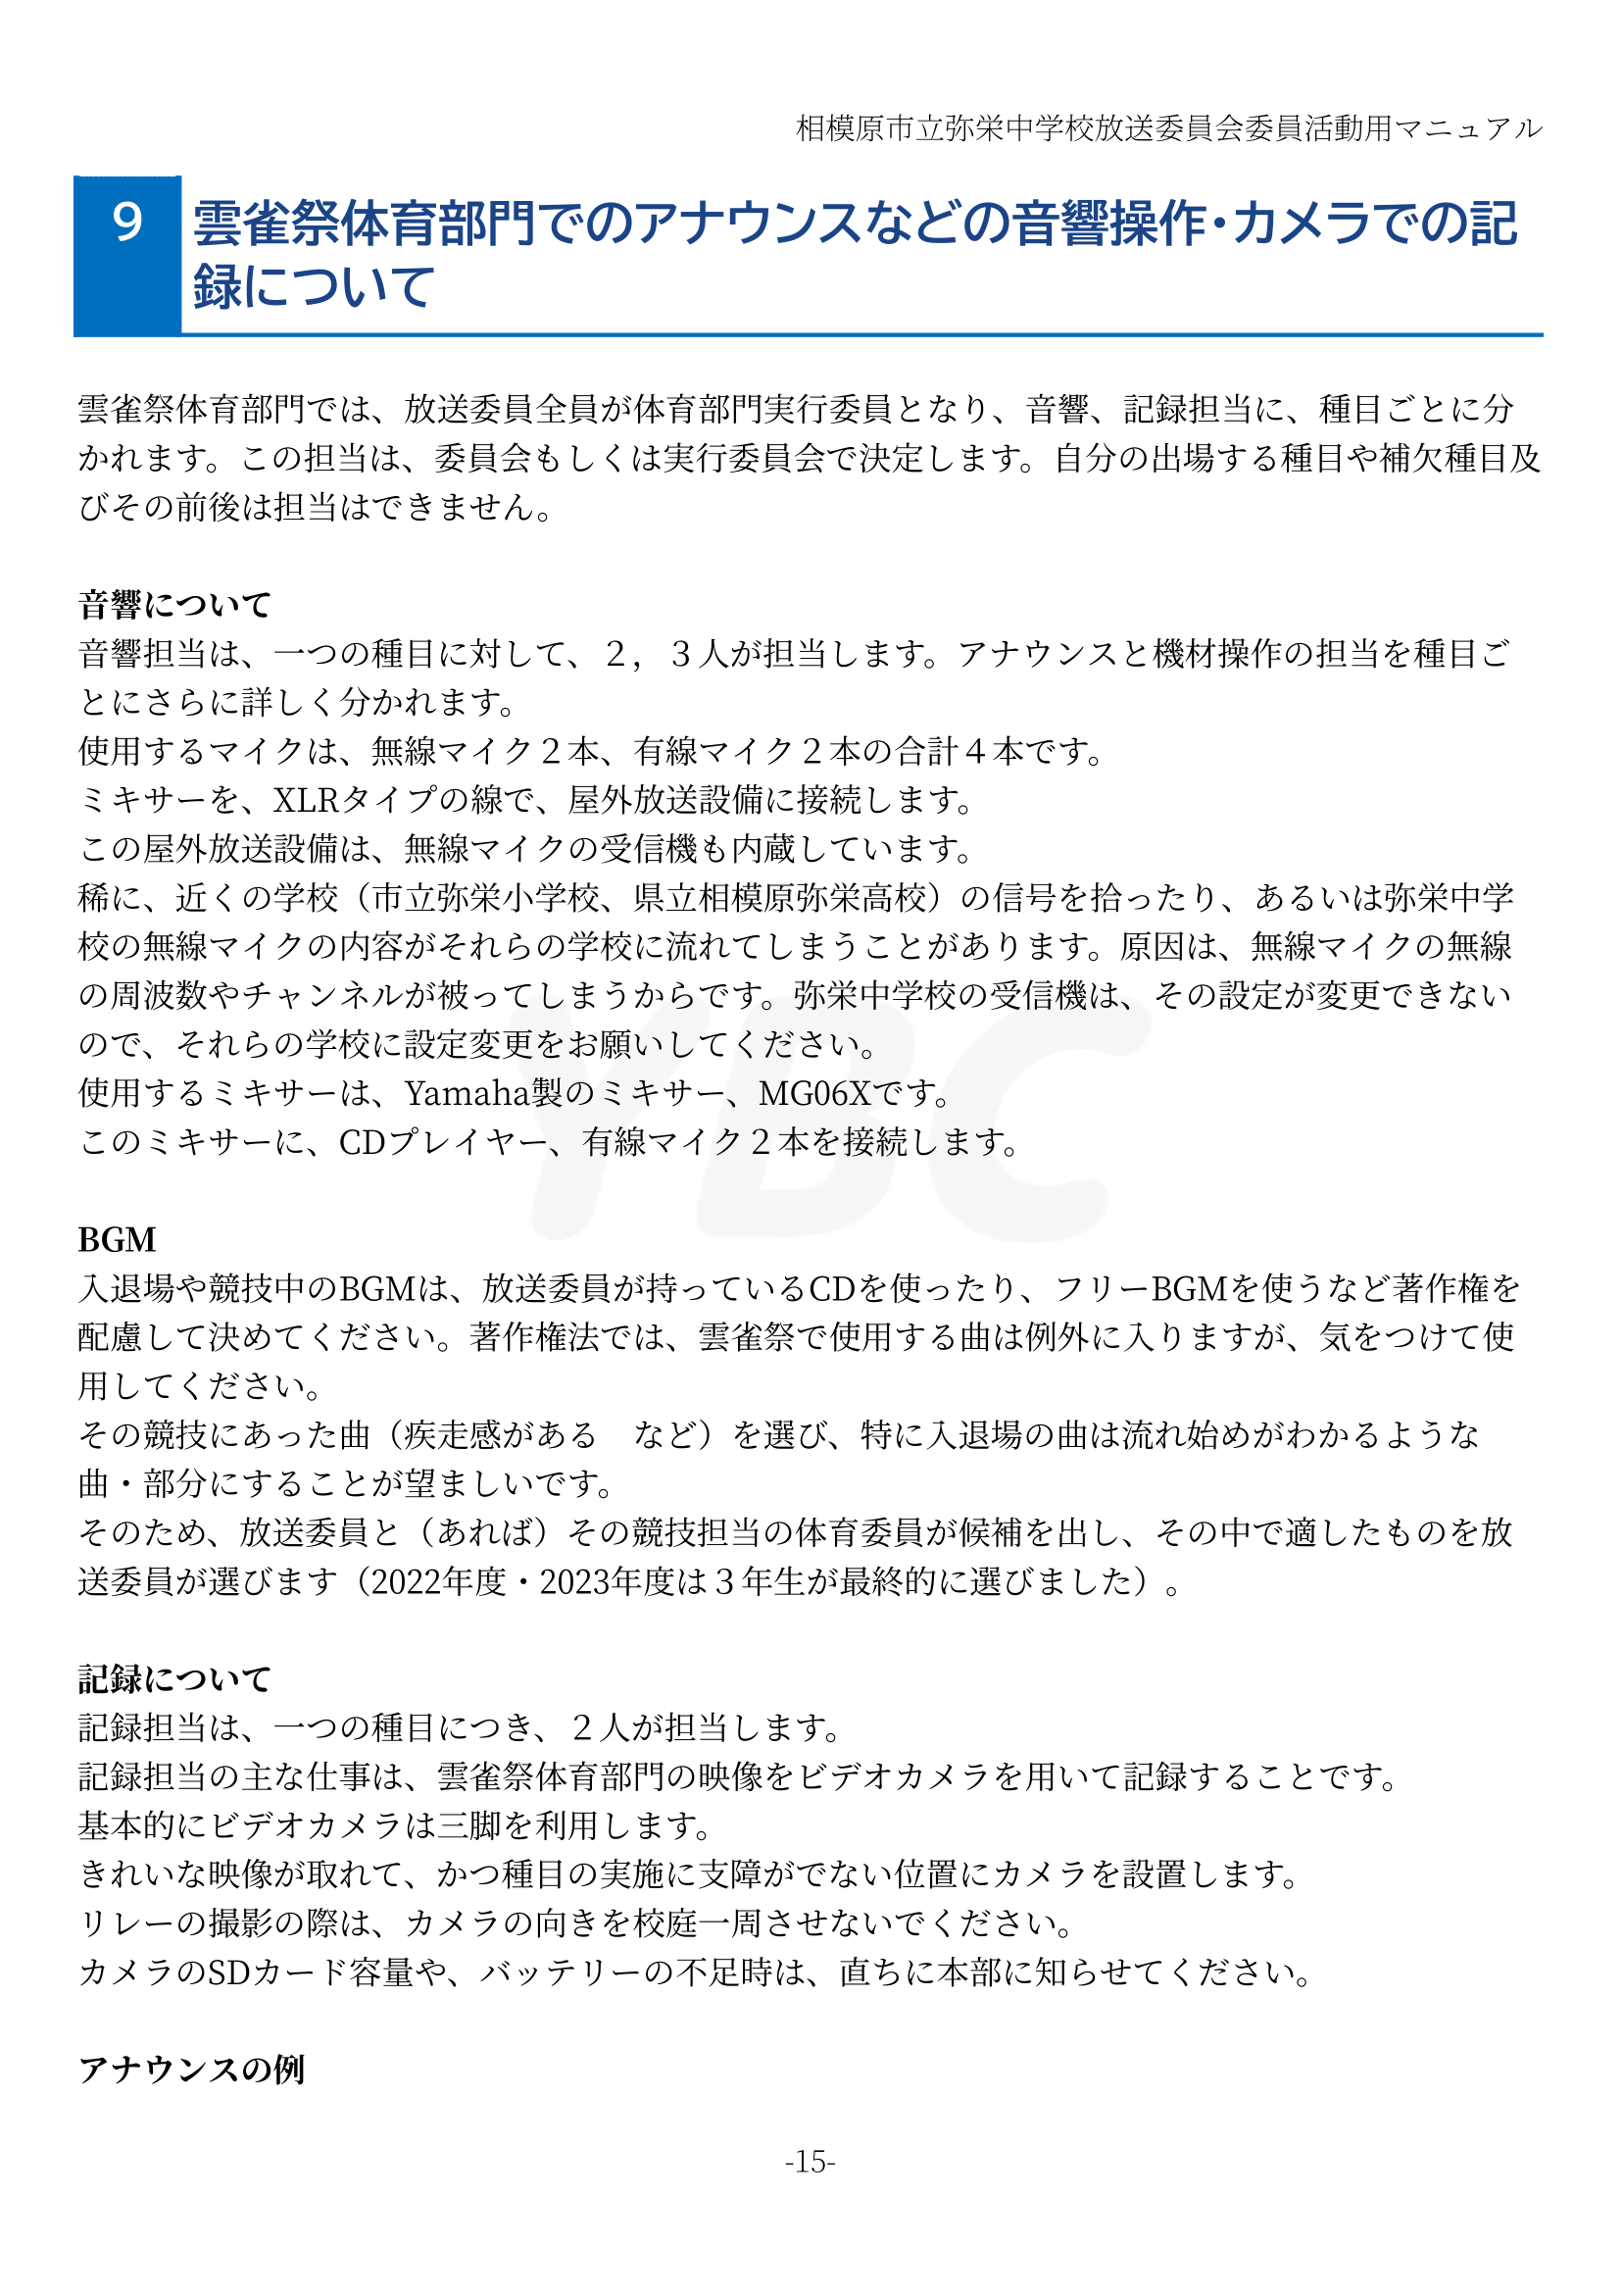 相模原市立弥栄中学校放送委員会委員活動用マニュアル
9
雲雀祭体育部門でのアナウンスなどの音響操作・カメラでの記
録について
雲雀祭体育部門では、放送委員全員が体育部門実行委員となり、音響、記録担当に、種目ごとに分
かれます。この担当は、委員会もしくは実行委員会で決定します。自分の出場する種目や補欠種目及
びその前後は担当はできません。
音響について
音響担当は、一つの種目に対して、２，３人が担当します。アナウンスと機材操作の担当を種目ご
とにさらに詳しく分かれます。
使用するマイクは、無線マイク２本、有線マイク２本の合計４本です。
ミキサーを、XLRタイプの線で、屋外放送設備に接続します。
この屋外放送設備は、無線マイクの受信機も内蔵しています。
稀に、近くの学校（市立弥栄小学校、県立相模原弥栄高校）の信号を拾ったり、あるいは弥栄中学
校の無線マイクの内容がそれらの学校に流れてしまうことがあります。原因は、無線マイクの無線
の周波数やチャンネルが被ってしまうからです。弥栄中学校の受信機は、その設定が変更できない
ので、それらの学校に設定変更をお願いしてください。
使用するミキサーは、Yamaha製のミキサー、MG06Xです。
このミキサーに、CDプレイヤー、有線マイク２本を接続します。
YBC
BGM
入退場や競技中のBGMは、放送委員が持っているCDを使ったり、フリーBGMを使うなど著作権を
配慮して決めてください。著作権法では、雲雀祭で使用する曲は例外に入りますが、気をつけて使
用してください。
その競技にあった曲（疾走感がある　など）を選び、特に入退場の曲は流れ始めがわかるような
曲・部分にすることが望ましいです。
そのため、放送委員と（あれば）その競技担当の体育委員が候補を出し、その中で適したものを放
送委員が選びます（2022年度・2023年度は３年生が最終的に選びました）。
記録について
記録担当は、一つの種目につき、２人が担当します。
記録担当の主な仕事は、雲雀祭体育部門の映像をビデオカメラを用いて記録することです。
基本的にビデオカメラは三脚を利用します。
きれいな映像が取れて、かつ種目の実施に支障がでない位置にカメラを設置します。
リレーの撮影の際は、カメラの向きを校庭一周させないでください。
カメラのSDカード容量や、バッテリーの不足時は、直ちに本部に知らせてください。
アナウンスの例
-15-